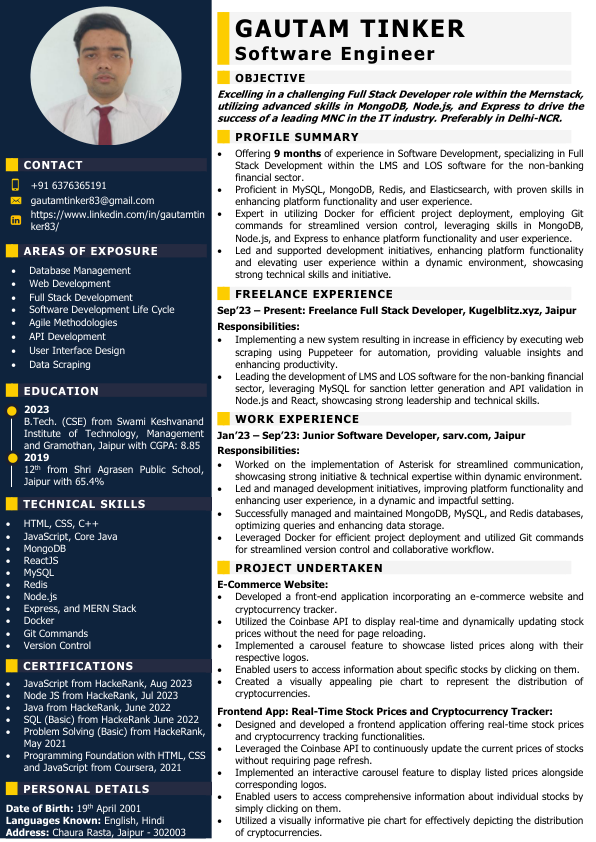 GAUTAM TINKER
Software Engineer
CONTACT
+91 6376365191
gautamtinker83@gmail.com
https://www.linkedin.com/in/gautamtin
ker83/
AREAS OF EXPOSURE
• Database Management
• Web Development
• Full Stack Development
• Software Development Life Cycle
• Agile Methodologies
• API Development
• User Interface Design
• Data Scraping
EDUCATION
2023
B.Tech. (CSE) from Swami Keshvanand
Institute of Technology, Management
and Gramothan, Jaipur with CGPA: 8.85
2019
12th from Shri Agrasen Public School,
Jaipur with 65.4%
TECHNICAL SKILLS
• HTML, CSS, C++
• JavaScript, Core Java
• MongoDB
• ReactJS
• MySQL
• Redis
• Node.js
• Express, and MERN Stack
• Docker
• Git Commands
• Version Control
CERTIFICATIONS
• JavaScript from HackeRank, Aug 2023
• Node JS from HackeRank, Jul 2023
• Java from HackeRank, June 2022
• SQL (Basic) from HackeRank June 2022
• Problem Solving (Basic) from HackeRank,
May 2021
• Programming Foundation with HTML, CSS
and JavaScript from Coursera, 2021
PERSONAL DETAILS
Date of Birth: 19th April 2001
Languages Known: English, Hindi
Address: Chaura Rasta, Jaipur - 302003
OBJECTIVE
Excelling in a challenging Full Stack Developer role within the Mernstack,
utilizing advanced skills in MongoDB, Node.js, and Express to drive the
success of a leading MNC in the IT industry. Preferably in Delhi-NCR.
PROFILE SUMMARY
• Offering 9 months of experience in Software Development, specializing in Full
Stack Development within the LMS and LOS software for the non-banking
financial sector.
• Proficient in MySQL, MongoDB, Redis, and Elasticsearch, with proven skills in
enhancing platform functionality and user experience.
• Expert in utilizing Docker for efficient project deployment, employing Git
commands for streamlined version control, leveraging skills in MongoDB,
Node.js, and Express to enhance platform functionality and user experience.
• Led and supported development initiatives, enhancing platform functionality
and elevating user experience within a dynamic environment, showcasing
strong technical skills and initiative.
FREELANCE EXPERIENCE
Sep’23 – Present: Freelance Full Stack Developer, Kugelblitz.xyz, Jaipur
Responsibilities:
• Implementing a new system resulting in increase in efficiency by executing web
scraping using Puppeteer for automation, providing valuable insights and
enhancing productivity.
• Leading the development of LMS and LOS software for the non-banking financial
sector, leveraging MySQL for sanction letter generation and API validation in
Node.js and React, showcasing strong leadership and technical skills.
WORK EXPERIENCE
Jan’23 – Sep’23: Junior Software Developer, sarv.com, Jaipur
Responsibilities:
• Worked on the implementation of Asterisk for streamlined communication,
showcasing strong initiative & technical expertise within dynamic environment.
• Led and managed development initiatives, improving platform functionality and
enhancing user experience, in a dynamic and impactful setting.
• Successfully managed and maintained MongoDB, MySQL, and Redis databases,
optimizing queries and enhancing data storage.
• Leveraged Docker for efficient project deployment and utilized Git commands
for streamlined version control and collaborative workflow.
PROJECT UNDERTAKEN
E-Commerce Website:
• Developed a front-end application incorporating an e-commerce website and
cryptocurrency tracker.
• Utilized the Coinbase API to display real-time and dynamically updating stock
prices without the need for page reloading.
• Implemented a carousel feature to showcase listed prices along with their
respective logos.
• Enabled users to access information about specific stocks by clicking on them.
• Created a visually appealing pie chart to represent the distribution of
cryptocurrencies.
Frontend App: Real-Time Stock Prices and Cryptocurrency Tracker:
• Designed and developed a frontend application offering real-time stock prices
and cryptocurrency tracking functionalities.
• Leveraged the Coinbase API to continuously update the current prices of stocks
without requiring page refresh.
• Implemented an interactive carousel feature to display listed prices alongside
corresponding logos.
• Enabled users to access comprehensive information about individual stocks by
simply clicking on them.
• Utilized a visually informative pie chart for effectively depicting the distribution
of cryptocurrencies.